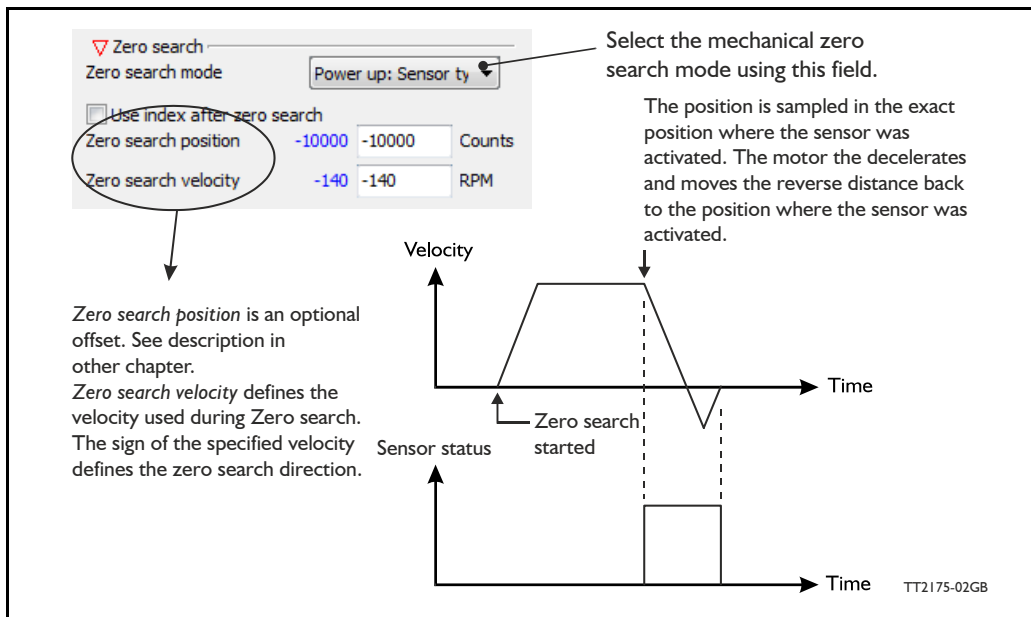 Zero search
Zero search mode
Power up: Sensor ty
Use index after zero search
Zero search position -10000 -10000 Counts
Zero search velocity -140 -140 RPM
Select the mechanical zero
search mode using this field.
The position is sampled in the exact
position where the sensor was
activated. The motor the decelerates
and moves the reverse distance back
to the position where the sensor was
activated.
Zero search position is an optional
offset. See description in
other chapter.
Zero search velocity defines the
velocity used during Zero search.
The sign of the specified velocity
defines the zero search direction.
Velocity
Time
Zero search
started
Sensor status
Time
TT2175-02GB